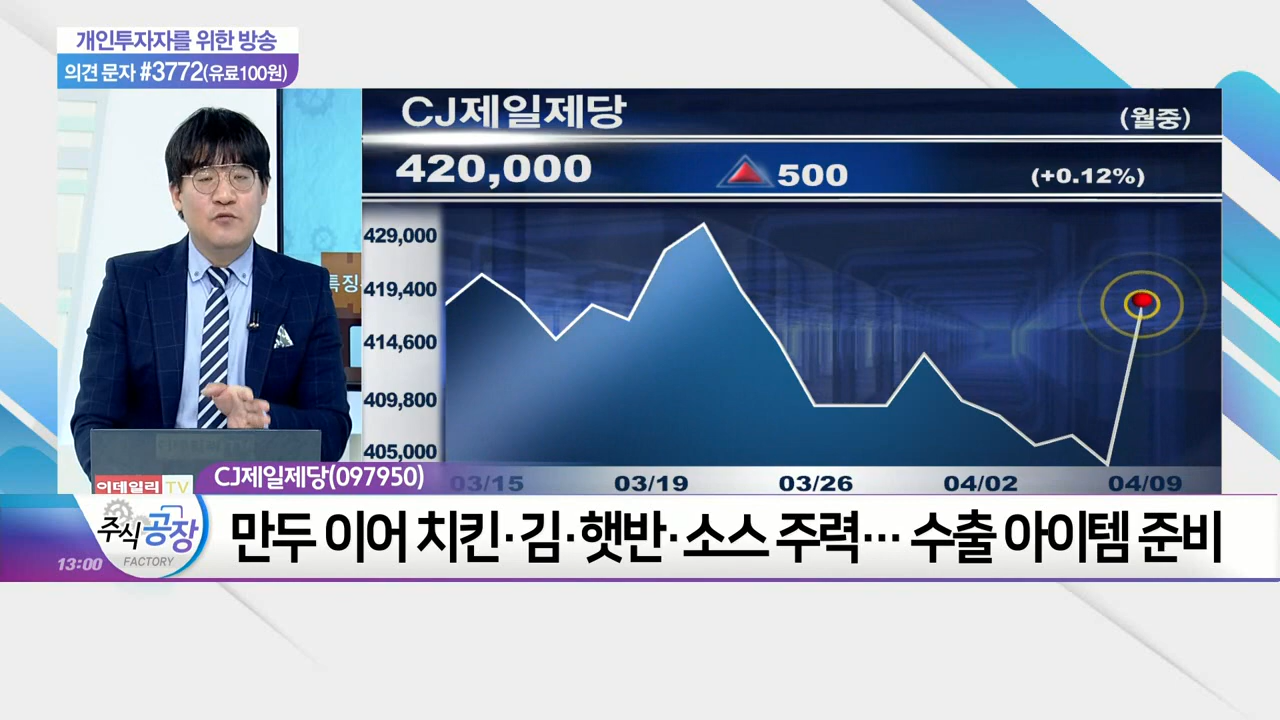 개인투자자를 위한 방송
의견 문자 #3772(유료100원)
CJ제일제당
(월중)
420,000
500
(+0.12%)
429,000
419,400
414,600
409,800
405,000
03/15
03/19
03/26
04/02
04/09
특징
이데일리 TV
CJ제일제당(097950)
주식공장
FACTORY
13:00
만두 이어 치킨·김·햇반·소스 주력… 수출 아이템 준비